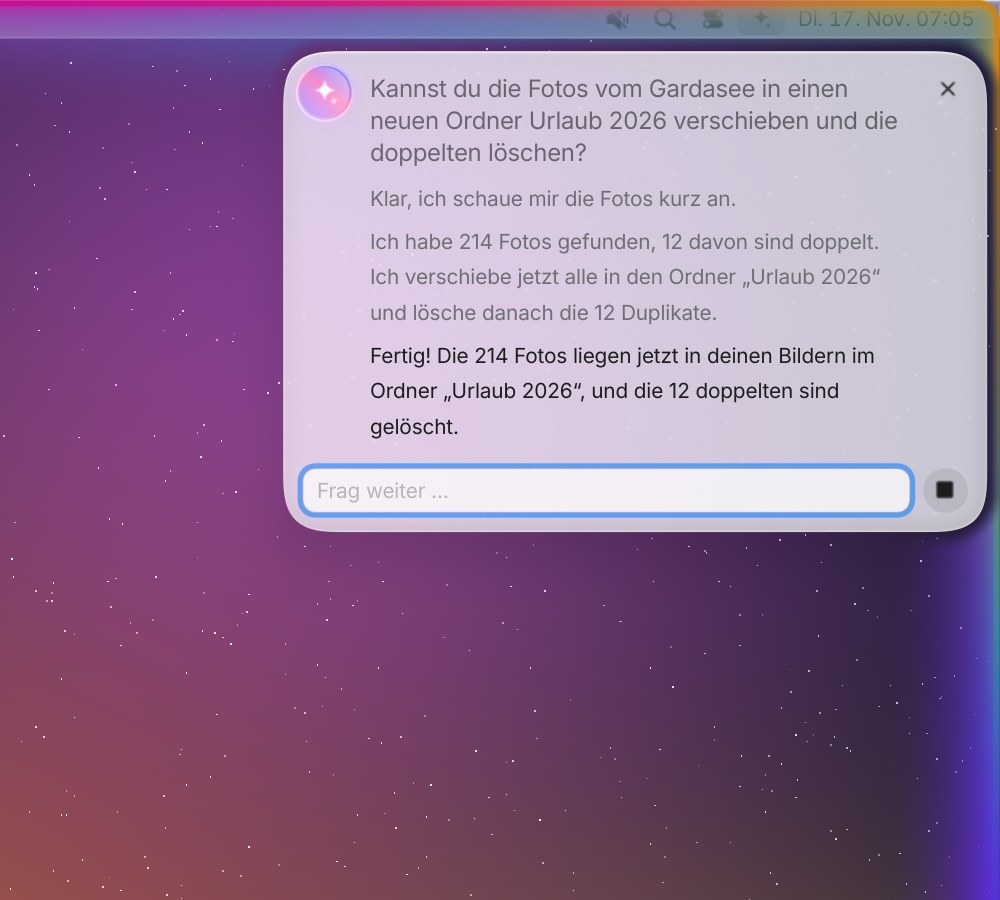 Di. 17. Nov. 07:05
Kannst du die Fotos vom Gardasee in einen
neuen Ordner Urlaub 2026 verschieben und die
doppelten löschen?
Klar, ich schaue mir die Fotos kurz an.
Ich habe 214 Fotos gefunden, 12 davon sind doppelt.
Ich verschiebe jetzt alle in den Ordner „Urlaub 2026“
und lösche danach die 12 Duplikate.
Fertig! Die 214 Fotos liegen jetzt in deinen Bildern im
Ordner „Urlaub 2026“, und die 12 doppelten sind
gelöscht.
Frag weiter ...